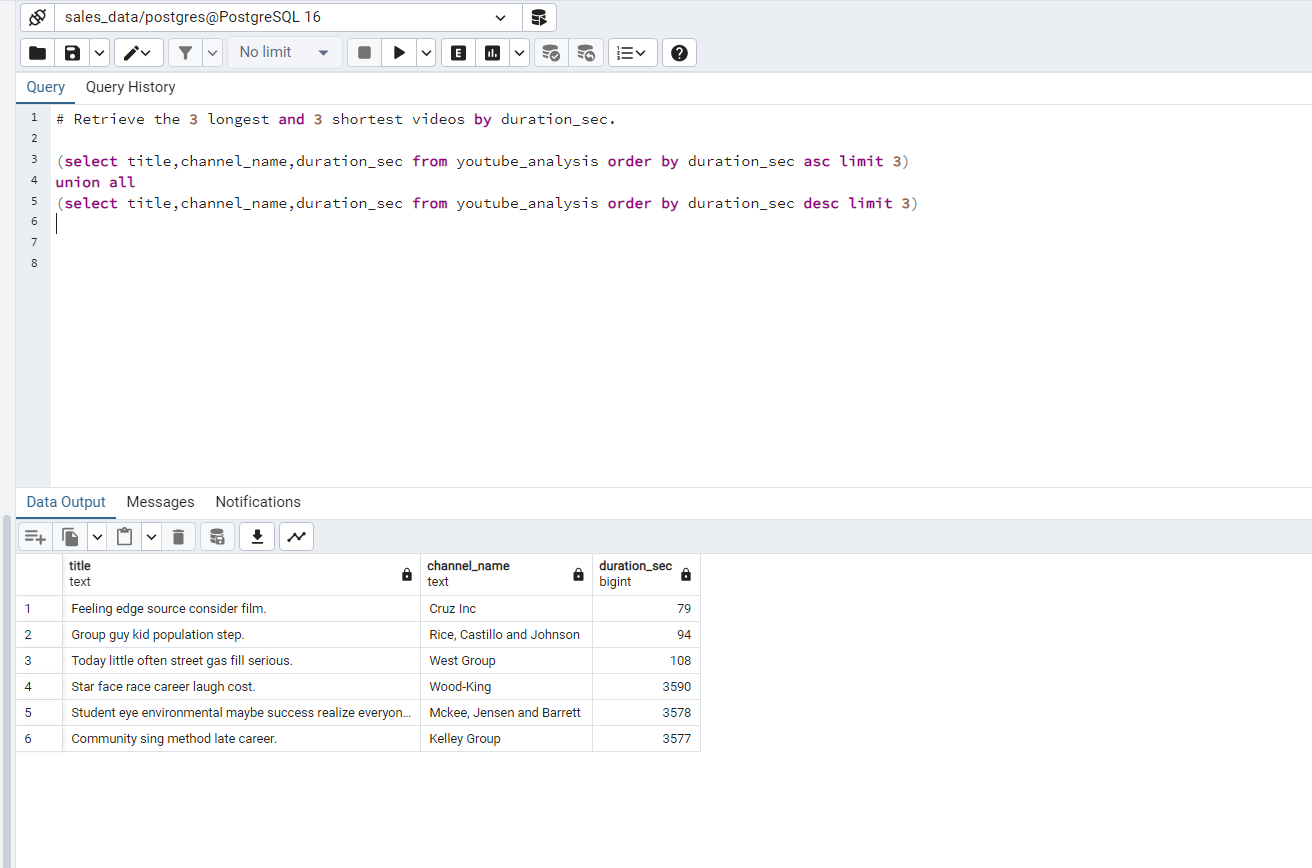 sales_data/postgres@PostgreSQL 16
No limit
E
Query Query History
1 # Retrieve the 3 longest and 3 shortest videos by duration_sec.
2
3 (select title,channel_name,duration_sec from youtube_analysis order by duration_sec asc limit 3)
4 union all
5 (select title,channel_name,duration_sec from youtube_analysis order by duration_sec desc limit 3)
6
7
8
Data Output Messages Notifications
title channel_name duration_sec
text text bigint
1 Feeling edge source consider film. Cruz Inc 79
2 Group guy kid population step. Rice, Castillo and Johnson 94
3 Today little often street gas fill serious. West Group 108
4 Star face race career laugh cost. Wood-King 3590
5 Student eye environmental maybe success realize everyon... Mckee, Jensen and Barrett 3578
6 Community sing method late career. Kelley Group 3577